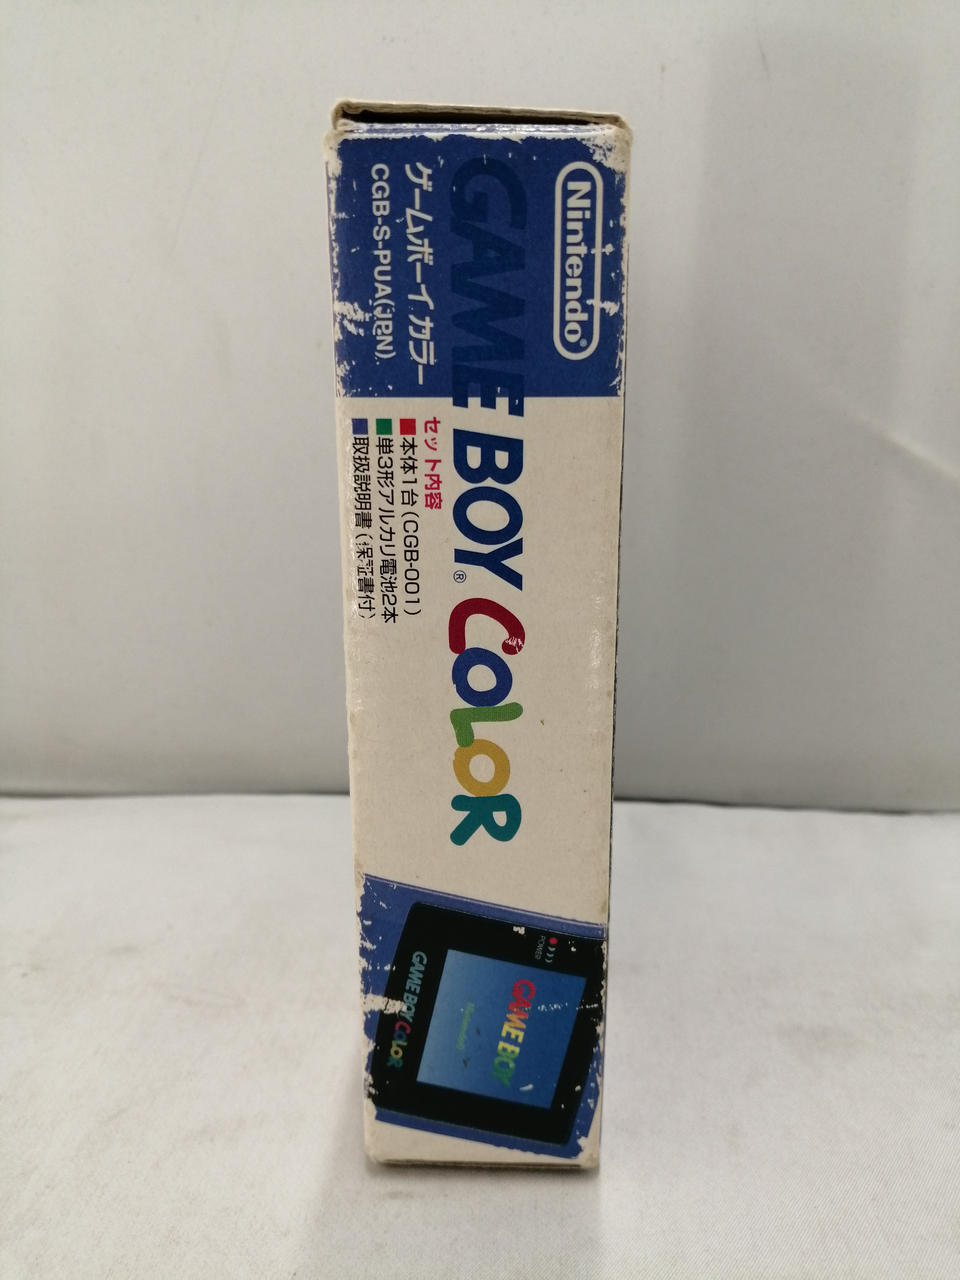 Nintendo®
GAME BOY® COLOR
ゲームボーイカラー
CGB-S-PUA(JPN)
セット内容
■本体1台(CGB-001)
■単3形アルカリ電池2本
■取扱説明書(保証書付)
POWER
GAME BOY
Nintendo
GAME BOY COLOR